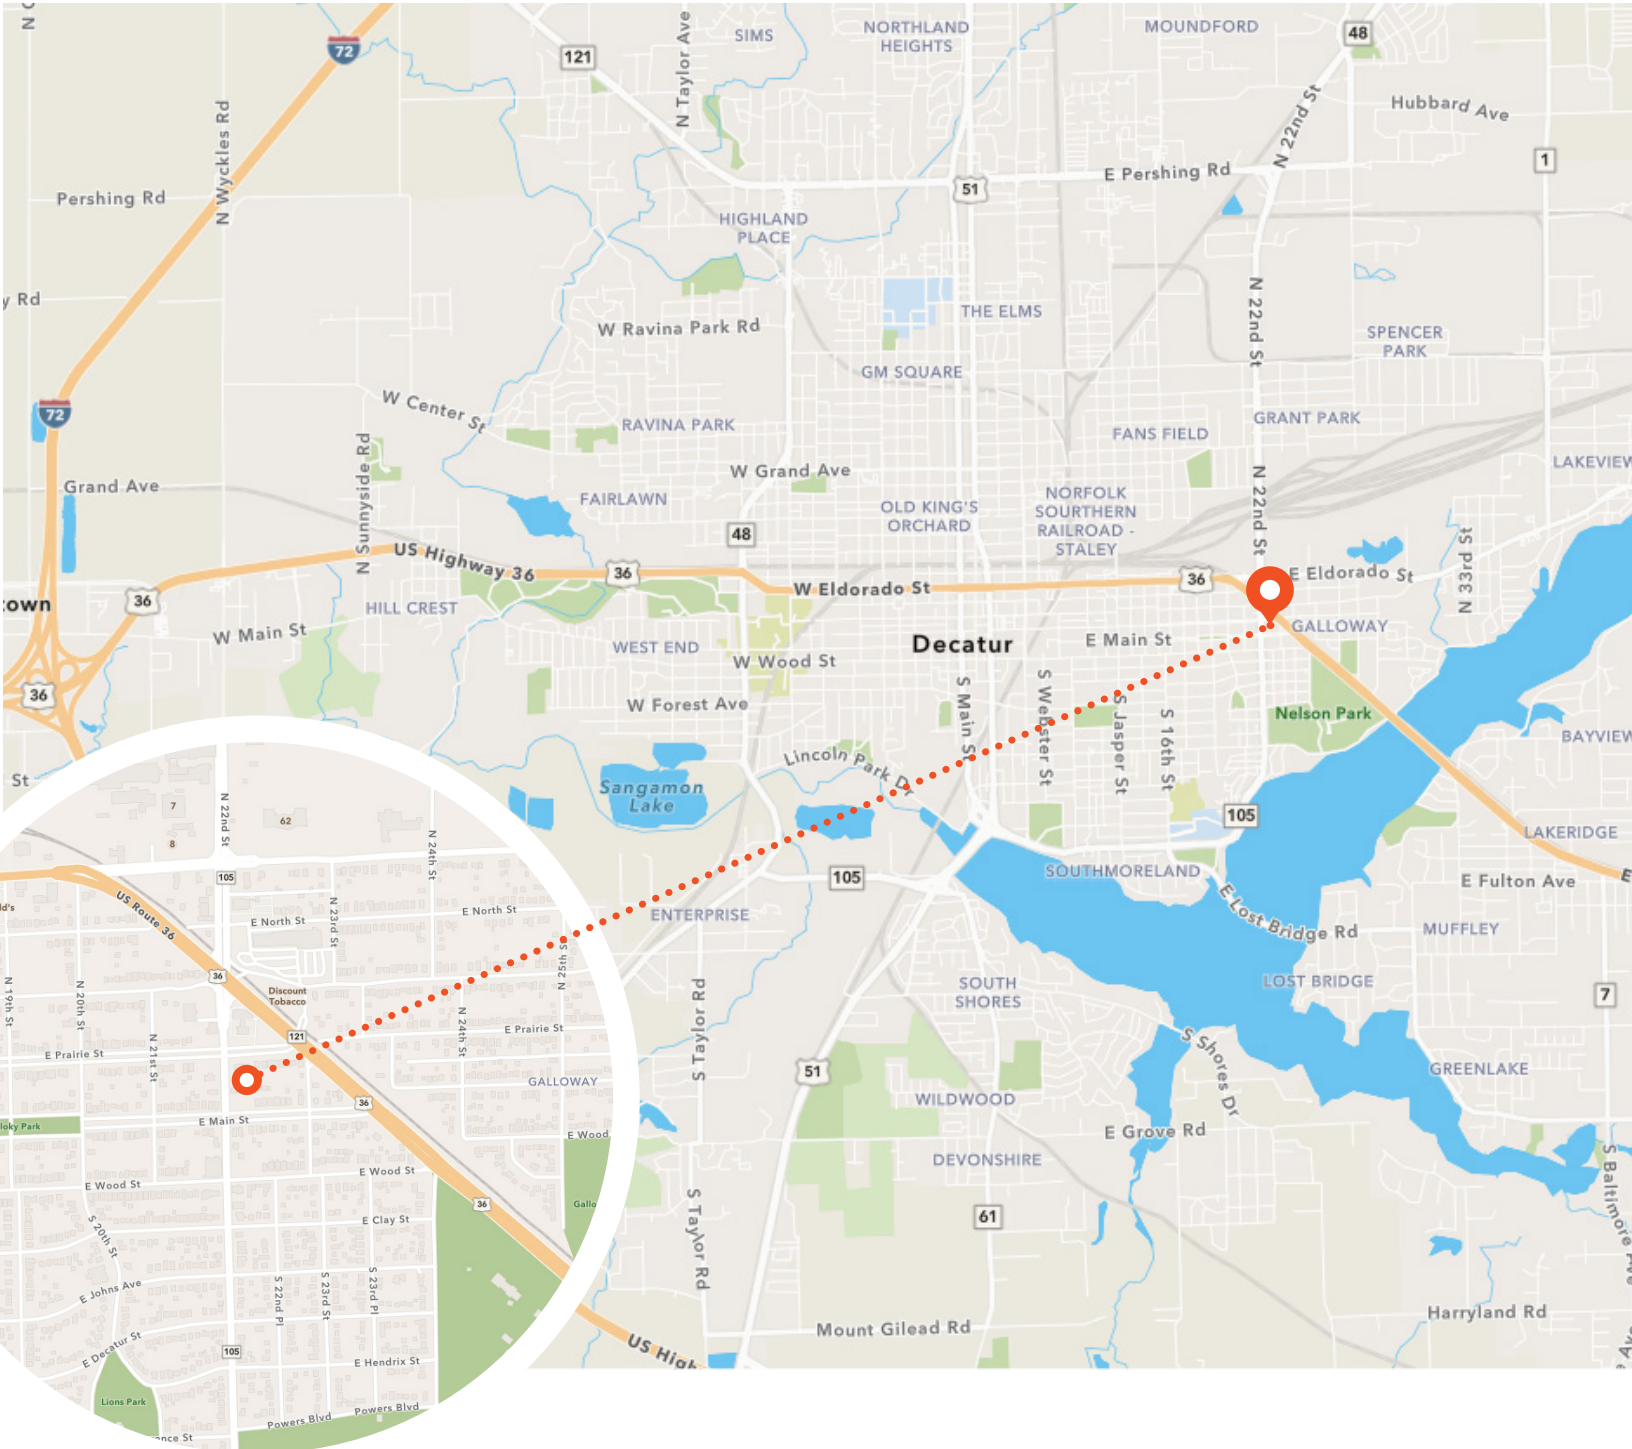 72
121
N Taylor Ave
SIMS
NORTHLAND
HEIGHTS
MOUNDFORD
48
N 22nd St
Hubbard Ave
1
N Wyckles Rd
Pershing Rd
E Pershing Rd
51
HIGHLAND
PLACE
y Rd
N 22nd St
THE ELMS
W Ravina Park Rd
SPENCER
PARK
GM SQUARE
72
W Center St
RAVINA PARK
GRANT PARK
FANS FIELD
N Sunnyside Rd
W Grand Ave
LAKEVIEW
Grand Ave
FAIRLAWN
OLD KING'S
ORCHARD
NORFOLK
SOURTHERN
RAILROAD -
STALEY
N 22nd St
48
US Highway 36
36
W Eldorado St
36
E Eldorado St
N 33rd St
36
town
HILL CREST
W Main St
WEST END
W Wood St
Decatur
E Main St
GALLOWAY
36
W Forest Ave
S Main St
S Webster St
S Jasper St
S 16th St
Nelson Park
BAYVIEW
St
Sangamon
Lake
Lincoln Park Dr
105
LAKERIDGE
105
SOUTHMORELAND
E Fulton Ave
E
ENTERPRISE
E Lost Bridge Rd
MUFFLEY
SOUTH
SHORES
LOST BRIDGE
7
S Taylor Rd
S Shores Dr
51
GREENLAKE
WILDWOOD
E Grove Rd
DEVONSHIRE
S Baltimore Ave
S Taylor Rd
61
Harryland Rd
Mount Gilead Rd
US High
7
62
8
N 22nd St
N 24th St
105
ld's
US Route 36
E North St
N 23rd St
E North St
S 25th St
36
Discount
Tobacco
N 19th St
N 20th St
N 21st St
121
N 24th St
E Prairie St
E Prairie St
GALLOWAY
36
E Main St
loky Park
E Wood
E Wood St
E Wood St
36
Gallo
S 20th St
E Clay St
E Johns Ave
S 22nd Pl
S 23rd St
S 23rd Pl
E Decatur St
105
E Hendrix St
Lions Park
Powers Blvd
Powers Blvd
ance St